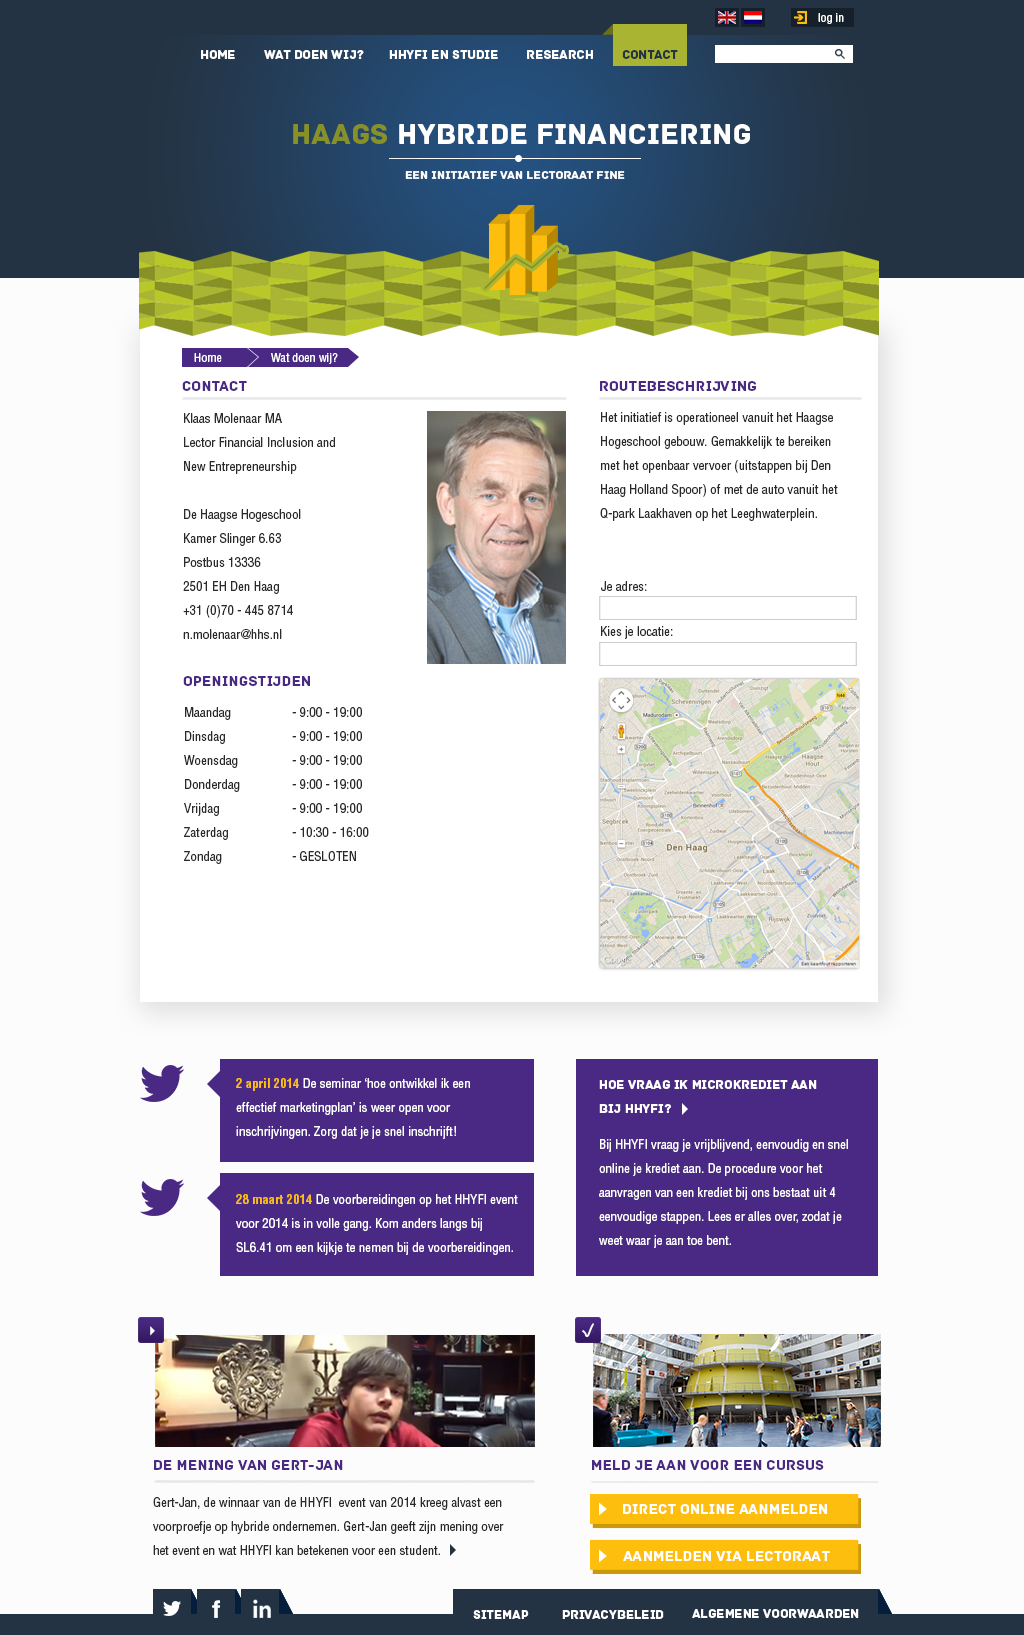 log in
HOME WAT DOEN WIJ? HHYFI EN STUDIE RESEARCH CONTACT
HAAGS HYBRIDE FINANCIERING
EEN INITIATIEF VAN LECTORAAT FINE
Home Wat doen wij?
CONTACT
Klaas Molenaar MA
Lector Financial Inclusion and
New Entrepreneurship
De Haagse Hogeschool
Kamer Slinger 6.63
Postbus 13336
2501 EH Den Haag
+31 (0)70 - 445 8714
n.molenaar@hhs.nl
OPENINGSTIJDEN
Maandag - 9:00 - 19:00
Dinsdag - 9:00 - 19:00
Woensdag - 9:00 - 19:00
Donderdag - 9:00 - 19:00
Vrijdag - 9:00 - 19:00
Zaterdag - 10:30 - 16:00
Zondag - GESLOTEN
ROUTEBESCHRIJVING
Het initiatief is operationeel vanuit het Haagse
Hogeschool gebouw. Gemakkelijk te bereiken
met het openbaar vervoer (uitstappen bij Den
Haag Holland Spoor) of met de auto vanuit het
Q-park Laakhaven op het Leeghwaterplein.
Je adres:
Kies je locatie:
Scheveningen
Madurodam
Archipelbuurt
Willemspark
Haagse
Hout
Binnenhof
Segbroek
Zuidwal
Den Haag
Laak
Rijswijk
2 april 2014 De seminar ‘hoe ontwikkel ik een
effectief marketingplan’ is weer open voor
inschrijvingen. Zorg dat je je snel inschrijft!
28 maart 2014 De voorbereidingen op het HHYFI event
voor 2014 is in volle gang. Kom anders langs bij
SL6.41 om een kijkje te nemen bij de voorbereidingen.
HOE VRAAG IK MICROKREDIET AAN
BIJ HHYFI?
Bij HHYFI vraag je vrijblijvend, eenvoudig en snel
online je krediet aan. De procedure voor het
aanvragen van een krediet bij ons bestaat uit 4
eenvoudige stappen. Lees er alles over, zodat je
weet waar je aan toe bent.
DE MENING VAN GERT-JAN
Gert-Jan, de winnaar van de HHYFI event van 2014 kreeg alvast een
voorproefje op hybride ondernemen. Gert-Jan geeft zijn mening over
het event en wat HHYFI kan betekenen voor een student.
MELD JE AAN VOOR EEN CURSUS
DIRECT ONLINE AANMELDEN
AANMELDEN VIA LECTORAAT
SITEMAP PRIVACYBELEID ALGEMENE VOORWAARDEN